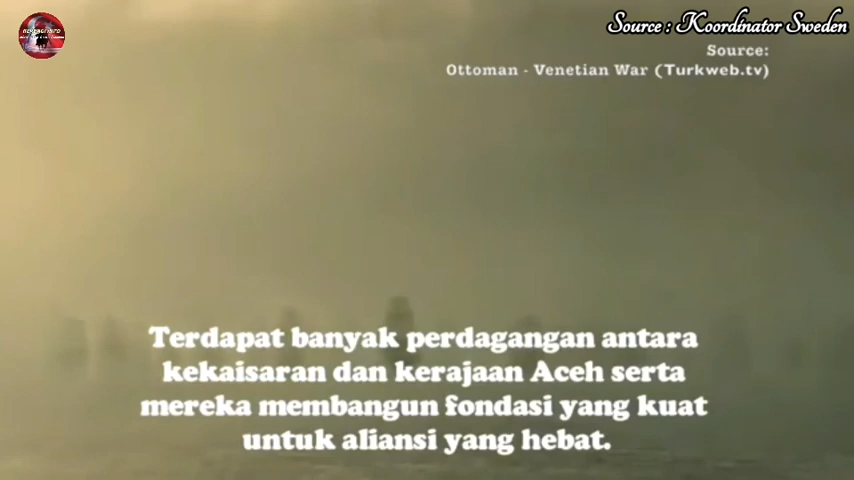 Source : Koordinator Sweden
Source:
Ottoman - Venetian War (Turkweb.tv)
Terdapat banyak perdagangan antara
kekaisaran dan kerajaan Aceh serta
mereka membangun fondasi yang kuat
untuk aliansi yang hebat.